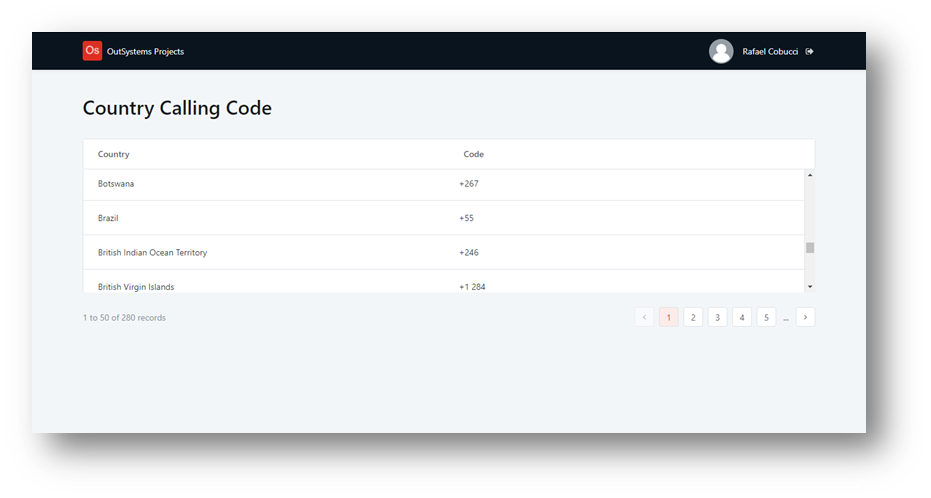 Os OutSystems Projects Rafael Cobucci
Country Calling Code
Country Code
Botswana +267
Brazil +55
British Indian Ocean Territory +246
British Virgin Islands +1 284
1 to 50 of 280 records < 1 2 3 4 5 ... >